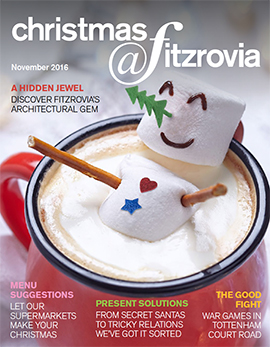 christmas
@fitzrovia
November 2016
A HIDDEN JEWEL
DISCOVER FITZROVIA'S
ARCHITECTURAL GEM
MENU
SUGGESTIONS
LET OUR
SUPERMARKETS
MAKE YOUR
CHRISTMAS
PRESENT SOLUTIONS
FROM SECRET SANTAS
TO TRICKY RELATIONS
WE'VE GOT IT SORTED
THE GOOD
FIGHT
WAR GAMES IN
TOTTENHAM
COURT ROAD